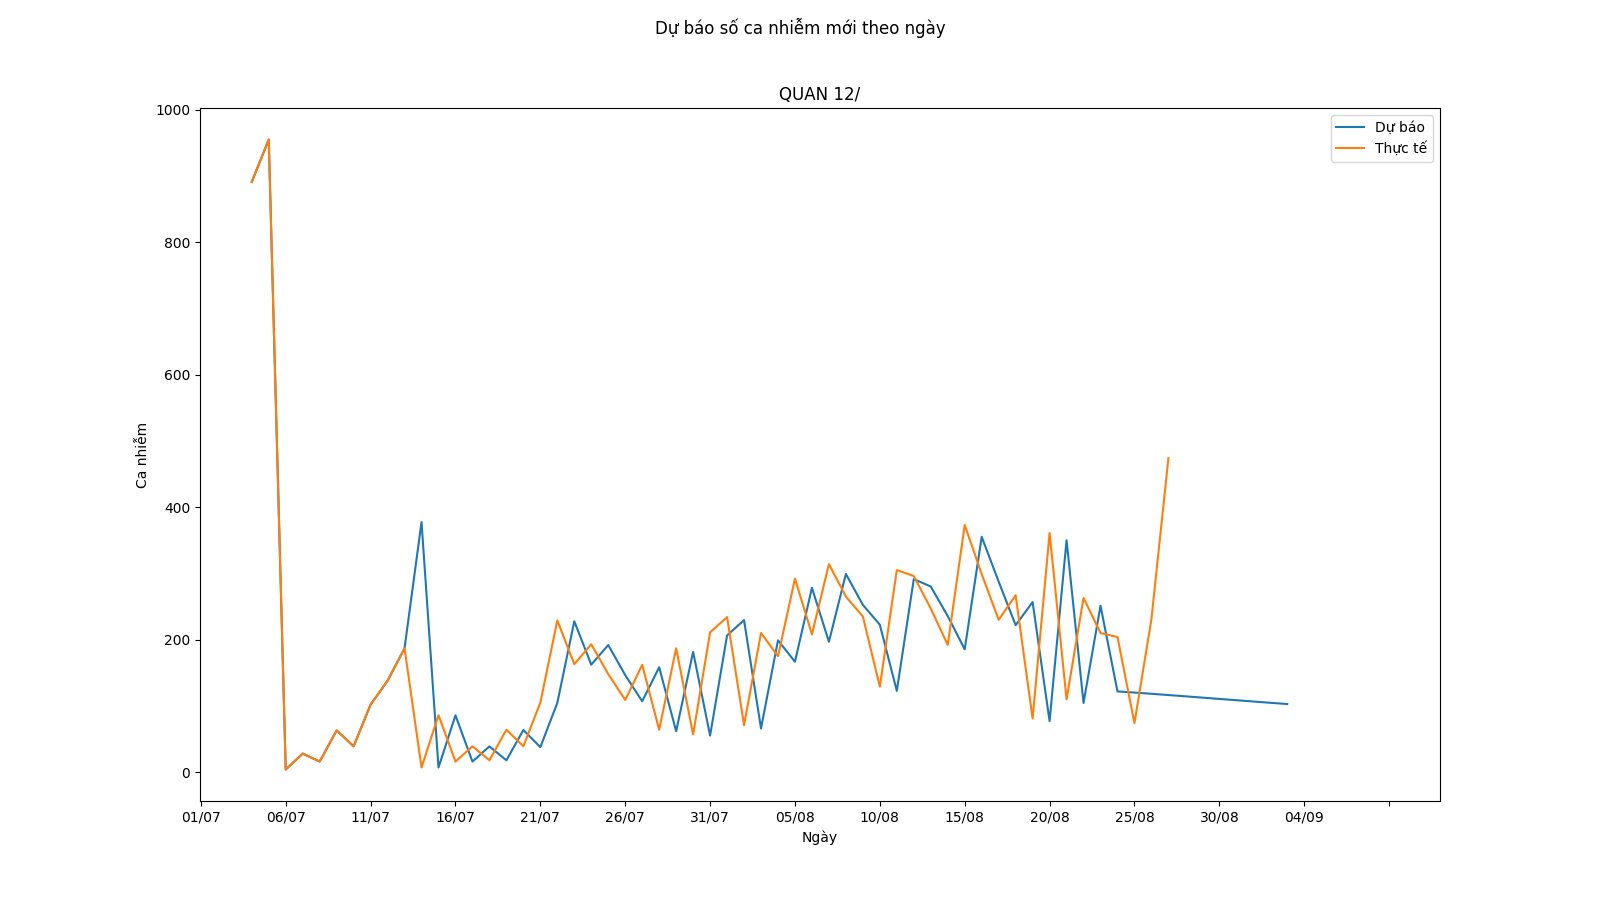 Dự báo số ca nhiễm mới theo ngày
QUAN 12/
1000
800
600
400
200
0
Ca nhiễm
Dự báo
Thực tế
01/07 06/07 11/07 16/07 21/07 26/07 31/07 05/08 10/08 15/08 20/08 25/08 30/08 04/09
Ngày